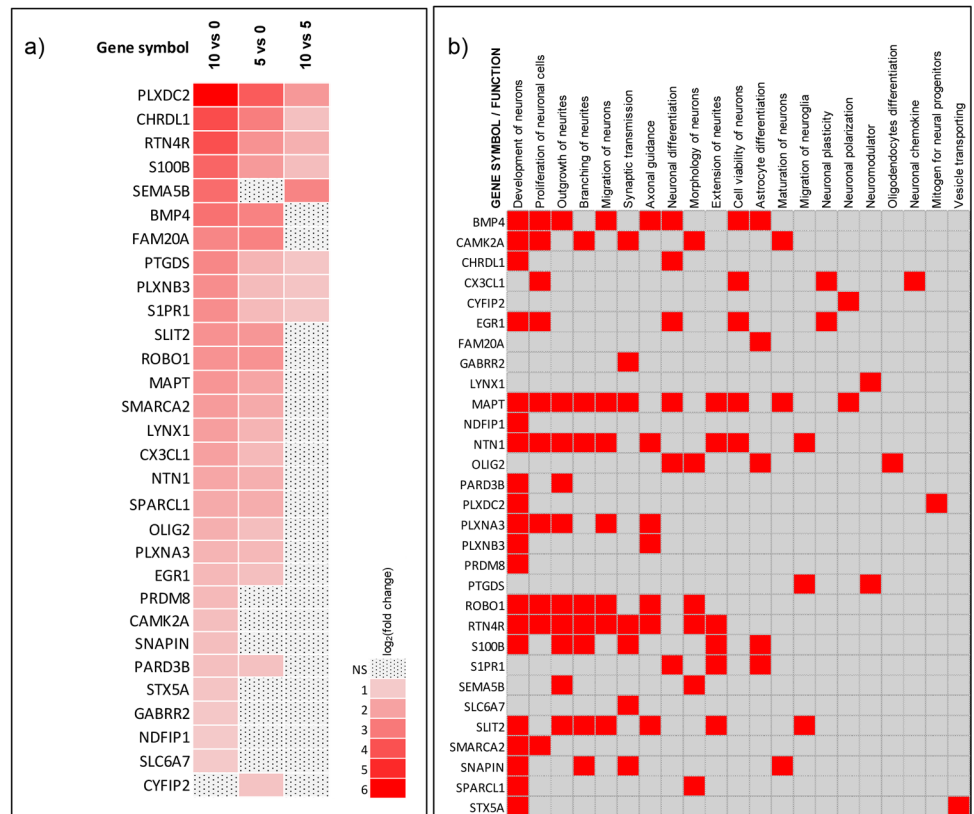 a)
Gene symbol
10 vs 0
5 vs 0
10 vs 5
PLXDC2
CHRDL1
RTN4R
S100B
SEMA5B
BMP4
FAM20A
PTGDS
PLXNB3
S1PR1
SLIT2
ROBO1
MAPT
SMARCA2
LYNX1
CX3CL1
NTN1
SPARCL1
OLIG2
PLXNA3
EGR1
PRDM8
CAMK2A
SNAPIN
PARD3B
STX5A
GABRR2
NDFIP1
SLC6A7
CYFIP2
log₂(fold change)
NS
1
2
3
4
5
6
b)
GENE SYMBOL / FUNCTION
Development of neurons
Proliferation of neuronal cells
Outgrowth of neurites
Branching of neurites
Migration of neurons
Synaptic transmission
Axonal guidance
Neuronal differentiation
Morphology of neurons
Extension of neurites
Cell viability of neurons
Astrocyte differentiation
Maturation of neurons
Migration of neuroglia
Neuronal plasticity
Neuronal polarization
Neuromodulator
Oligodendocytes differentiation
Neuronal chemokine
Mitogen for neural progenitors
Vesicle transporting
BMP4
CAMK2A
CHRDL1
CX3CL1
CYFIP2
EGR1
FAM20A
GABRR2
LYNX1
MAPT
NDFIP1
NTN1
OLIG2
PARD3B
PLXDC2
PLXNA3
PLXNB3
PRDM8
PTGDS
ROBO1
RTN4R
S100B
S1PR1
SEMA5B
SLC6A7
SLIT2
SMARCA2
SNAPIN
SPARCL1
STX5A